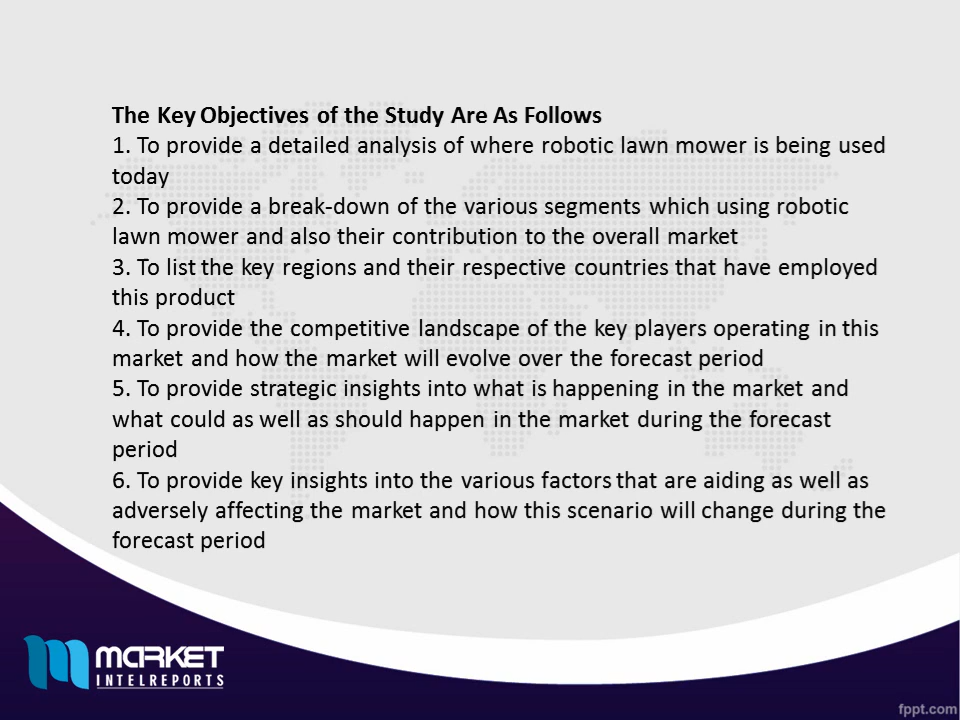 The Key Objectives of the Study Are As Follows
1. To provide a detailed analysis of where robotic lawn mower is being used
today
2. To provide a break-down of the various segments which using robotic
lawn mower and also their contribution to the overall market
3. To list the key regions and their respective countries that have employed
this product
4. To provide the competitive landscape of the key players operating in this
market and how the market will evolve over the forecast period
5. To provide strategic insights into what is happening in the market and
what could as well as should happen in the market during the forecast
period
6. To provide key insights into the various factors that are aiding as well as
adversely affecting the market and how this scenario will change during the
forecast period
MARKET
INTELREPORTS
fppt.com